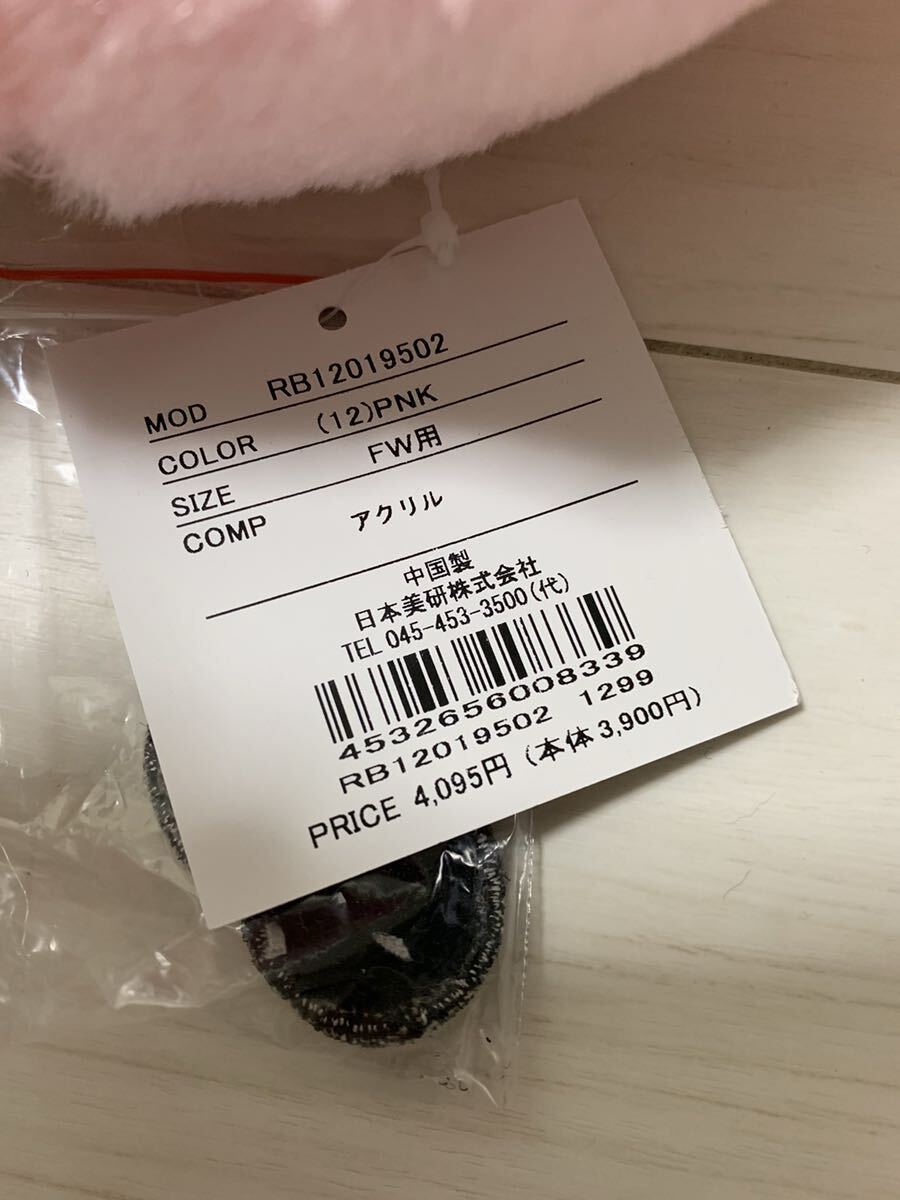 MOD RB12019502
COLOR (12)PNK
SIZE FW用
COMP アクリル
中国製
日本美研株式会社
TEL 045-453-3500(代)
4532656008339
RB12019502 1299
PRICE 4,095円(本体3,900円)